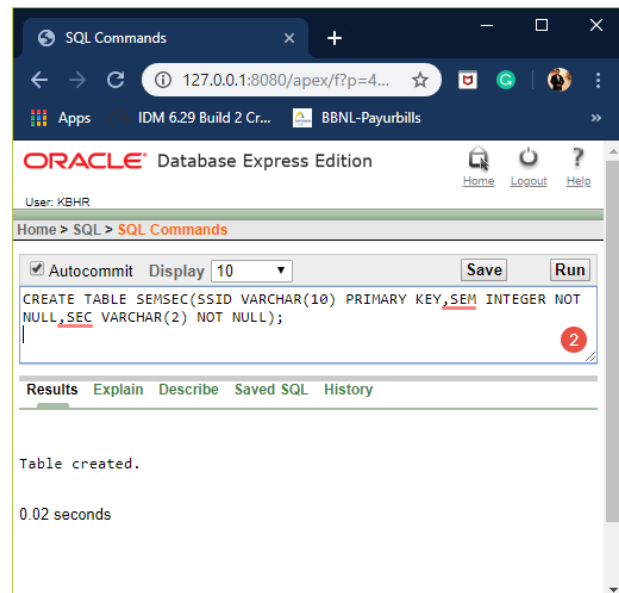 SQL Commands
127.0.0.1:8080/apex/f?p=4...
Apps IDM 6.29 Build 2 Cr... BBNL-Payurbills »
ORACLE Database Express Edition
Home Logout Help
User: KBHR
Home > SQL > SQL Commands
Autocommit Display 10 Save Run
CREATE TABLE SEMSEC(SSID VARCHAR(10) PRIMARY KEY,SEM INTEGER NOT
NULL,SEC VARCHAR(2) NOT NULL);
2
Results Explain Describe Saved SQL History
Table created.
0.02 seconds